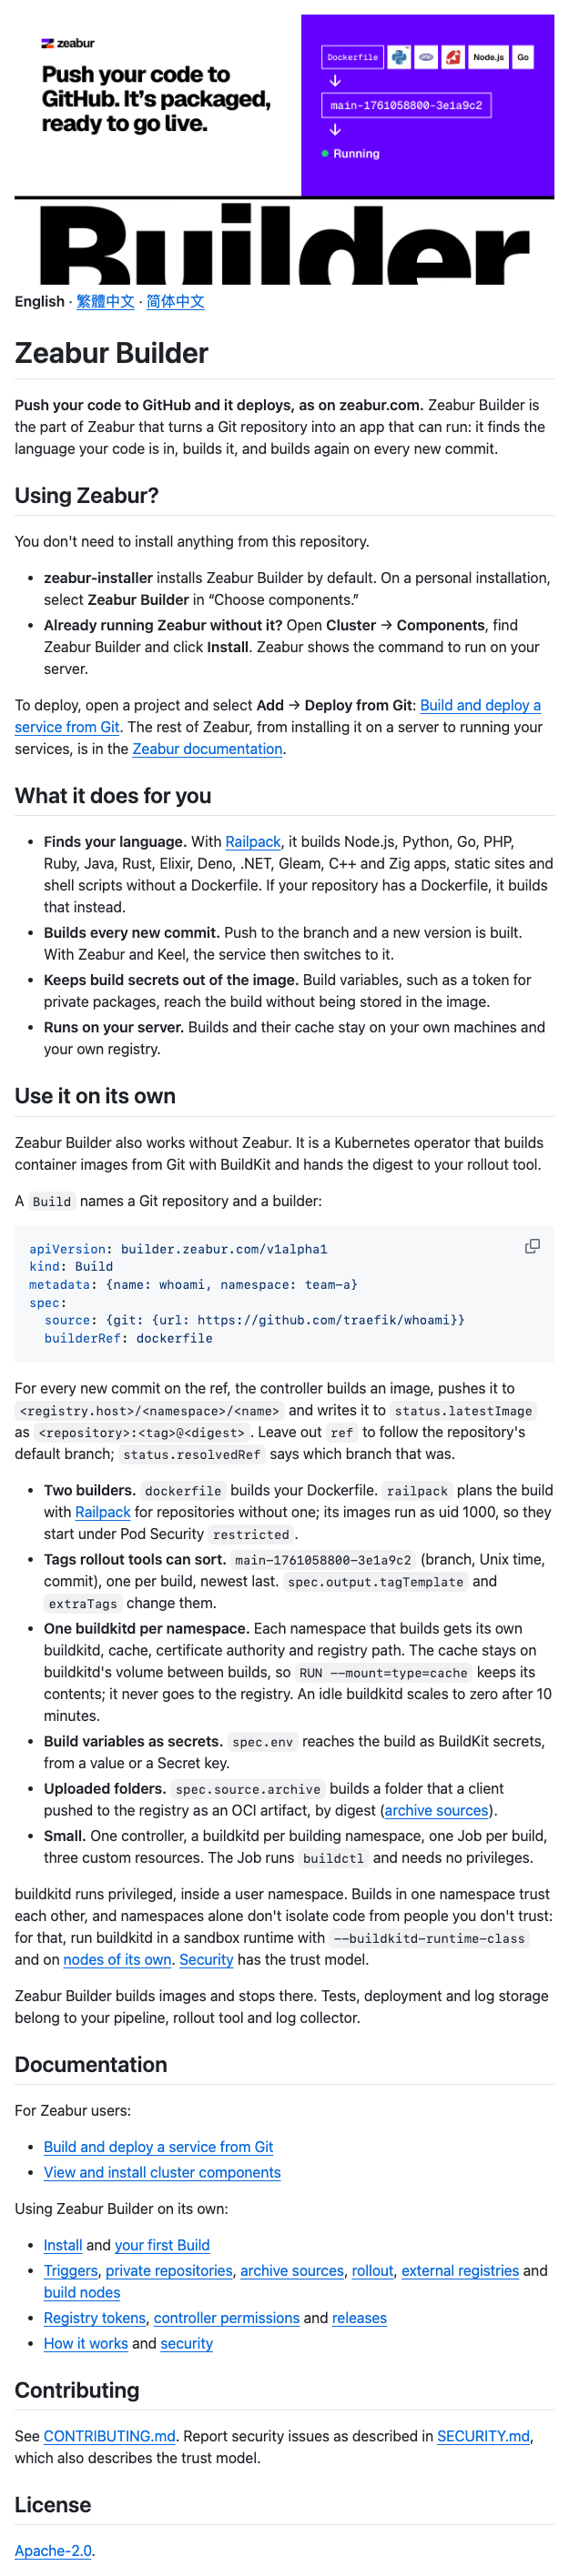 zeabur
Push your code to
GitHub. It’s packaged,
ready to go live.
Dockerfile
php
Node.js
Go
main-1761058800-3e1a9c2
Running
Builder
English · 繁體中文 · 简体中文
Zeabur Builder
Push your code to GitHub and it deploys, as on zeabur.com. Zeabur Builder is
the part of Zeabur that turns a Git repository into an app that can run: it finds the
language your code is in, builds it, and builds again on every new commit.
Using Zeabur?
You don't need to install anything from this repository.
• zeabur-installer installs Zeabur Builder by default. On a personal installation,
select Zeabur Builder in “Choose components.”
• Already running Zeabur without it? Open Cluster → Components, find
Zeabur Builder and click Install. Zeabur shows the command to run on your
server.
To deploy, open a project and select Add → Deploy from Git: Build and deploy a
service from Git. The rest of Zeabur, from installing it on a server to running your
services, is in the Zeabur documentation.
What it does for you
• Finds your language. With Railpack, it builds Node.js, Python, Go, PHP,
Ruby, Java, Rust, Elixir, Deno, .NET, Gleam, C++ and Zig apps, static sites and
shell scripts without a Dockerfile. If your repository has a Dockerfile, it builds
that instead.
• Builds every new commit. Push to the branch and a new version is built.
With Zeabur and Keel, the service then switches to it.
• Keeps build secrets out of the image. Build variables, such as a token for
private packages, reach the build without being stored in the image.
• Runs on your server. Builds and their cache stay on your own machines and
your own registry.
Use it on its own
Zeabur Builder also works without Zeabur. It is a Kubernetes operator that builds
container images from Git with BuildKit and hands the digest to your rollout tool.
A Build names a Git repository and a builder:
apiVersion: builder.zeabur.com/v1alpha1
kind: Build
metadata: {name: whoami, namespace: team-a}
spec:
  source: {git: {url: https://github.com/traefik/whoami}}
  builderRef: dockerfile
For every new commit on the ref, the controller builds an image, pushes it to
<registry.host>/<namespace>/<name> and writes it to status.latestImage
as <repository>:<tag>@<digest>. Leave out ref to follow the repository's
default branch; status.resolvedRef says which branch that was.
• Two builders. dockerfile builds your Dockerfile. railpack plans the build
with Railpack for repositories without one; its images run as uid 1000, so they
start under Pod Security restricted.
• Tags rollout tools can sort. main-1761058800-3e1a9c2 (branch, Unix time,
commit), one per build, newest last. spec.output.tagTemplate and
extraTags change them.
• One buildkitd per namespace. Each namespace that builds gets its own
buildkitd, cache, certificate authority and registry path. The cache stays on
buildkitd's volume between builds, so RUN --mount=type=cache keeps its
contents; it never goes to the registry. An idle buildkitd scales to zero after 10
minutes.
• Build variables as secrets. spec.env reaches the build as BuildKit secrets,
from a value or a Secret key.
• Uploaded folders. spec.source.archive builds a folder that a client
pushed to the registry as an OCI artifact, by digest (archive sources).
• Small. One controller, a buildkitd per building namespace, one Job per build,
three custom resources. The Job runs buildctl and needs no privileges.
buildkitd runs privileged, inside a user namespace. Builds in one namespace trust
each other, and namespaces alone don't isolate code from people you don't trust:
for that, run buildkitd in a sandbox runtime with --buildkitd-runtime-class
and on nodes of its own. Security has the trust model.
Zeabur Builder builds images and stops there. Tests, deployment and log storage
belong to your pipeline, rollout tool and log collector.
Documentation
For Zeabur users:
• Build and deploy a service from Git
• View and install cluster components
Using Zeabur Builder on its own:
• Install and your first Build
• Triggers, private repositories, archive sources, rollout, external registries and
build nodes
• Registry tokens, controller permissions and releases
• How it works and security
Contributing
See CONTRIBUTING.md. Report security issues as described in SECURITY.md,
which also describes the trust model.
License
Apache-2.0.